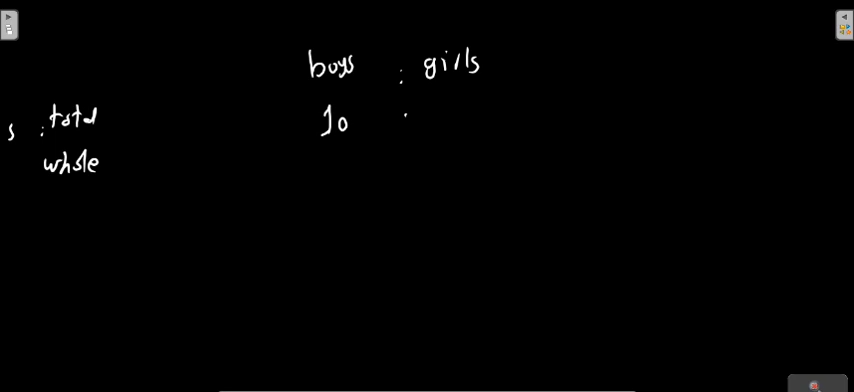 boys : girls
10 .
s : total
whole